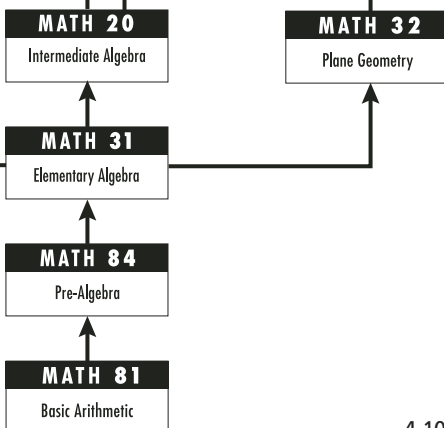 MATH 20
Intermediate Algebra
MATH 32
Plane Geometry
MATH 31
Elementary Algebra
MATH 84
Pre-Algebra
MATH 81
Basic Arithmetic